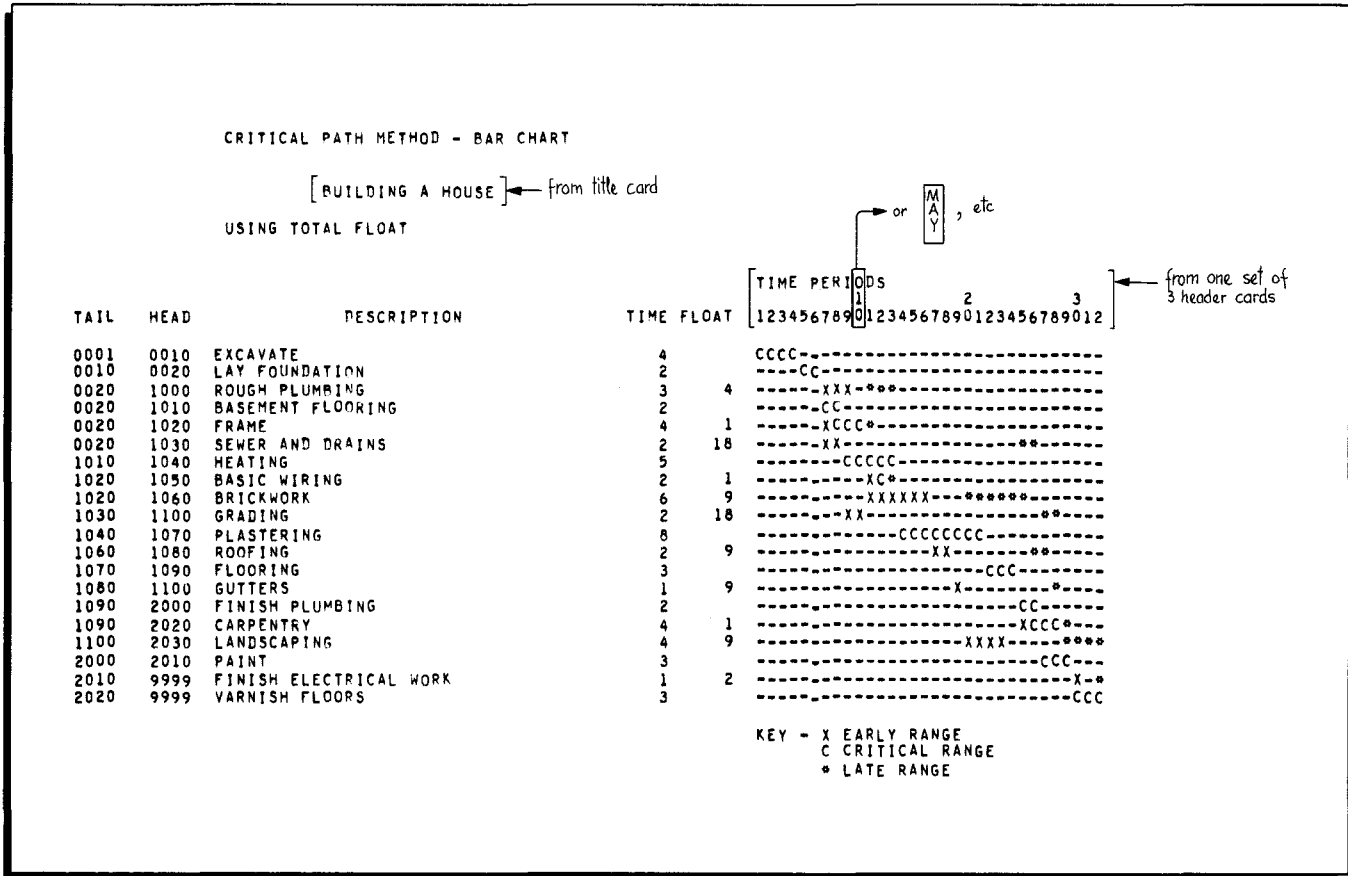 CRITICAL PATH METHOD - BAR CHART
[BUILDING A HOUSE] from title card
or MAY, etc
USING TOTAL FLOAT
TIME PERIODS
from one set of
3 header cards
1 2 3
TAIL HEAD DESCRIPTION TIME FLOAT 12345678901234567890123456789012
0001 0010 EXCAVATE 4 CCCC----------------------------
0010 0020 LAY FOUNDATION 2 ----CC--------------------------
0020 1000 ROUGH PLUMBING 3 4 ------XXX-***-------------------
0020 1010 BASEMENT FLOORING 2 ------CC------------------------
0020 1020 FRAME 4 1 ------XCCC*---------------------
0020 1030 SEWER AND DRAINS 2 18 ------XX----------------**------
1010 1040 HEATING 5 --------CCCCC-------------------
1020 1050 BASIC WIRING 2 1 ----------XC*-------------------
1020 1060 BRICKWORK 6 9 ----------XXXXXX---******-------
1030 1100 GRADING 2 18 --------XX----------------**----
1040 1070 PLASTERING 8 -------------CCCCCCCC-----------
1060 1080 ROOFING 2 9 ----------------XX-------**-----
1070 1090 FLOORING 3 ---------------------CCC--------
1080 1100 GUTTERS 1 9 ------------------X--------*----
1090 2000 FINISH PLUMBING 2 ------------------------CC------
1090 2020 CARPENTRY 4 1 ------------------------XCCC*---
1100 2030 LANDSCAPING 4 9 -------------------XXXX-----****
2000 2010 PAINT 3 --------------------------CCC---
2010 9999 FINISH ELECTRICAL WORK 1 2 -----------------------------X-*
2020 9999 VARNISH FLOORS 3 -----------------------------CCC
KEY - X EARLY RANGE
C CRITICAL RANGE
* LATE RANGE